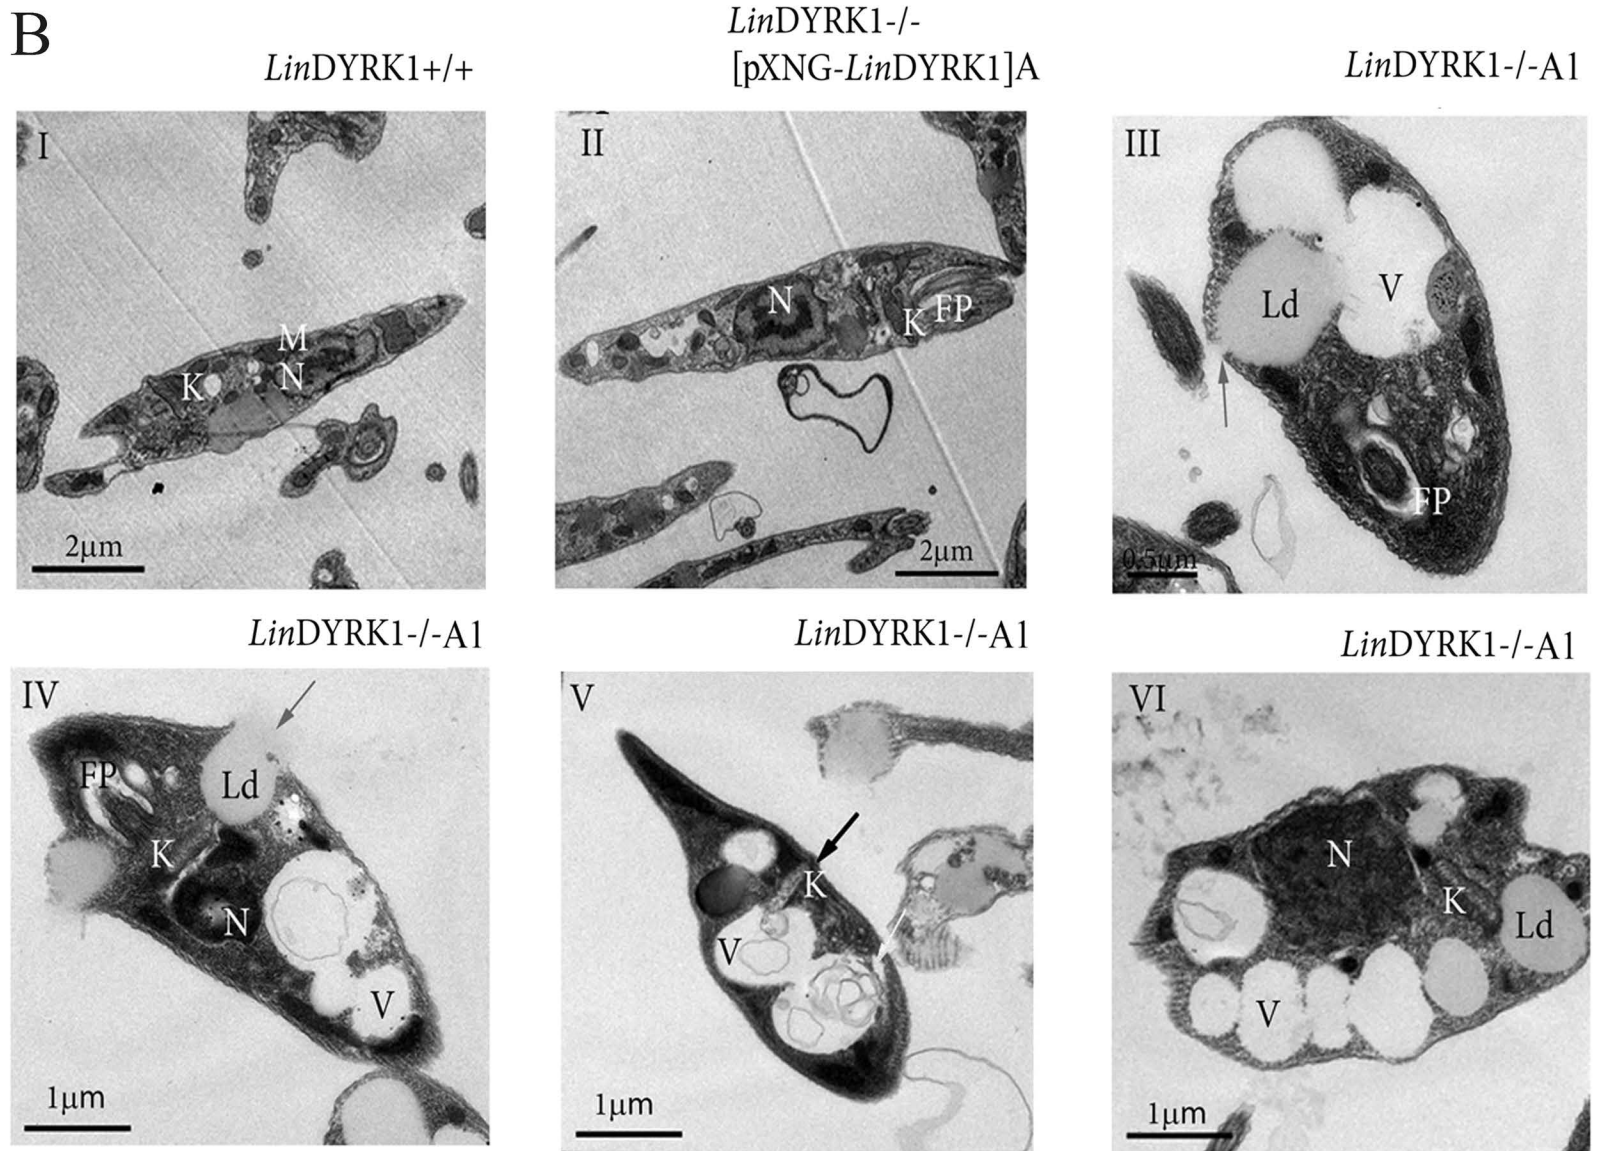 B
LinDYRK1+/+
LinDYRK1-/-
[pXNG-LinDYRK1]A
LinDYRK1-/-A1
I
M
K
N
2µm
II
N
K
FP
2µm
III
Ld
V
FP
0.5µm
LinDYRK1-/-A1
LinDYRK1-/-A1
LinDYRK1-/-A1
IV
FP
Ld
K
N
V
1µm
V
K
V
1µm
VI
N
K
Ld
V
1µm